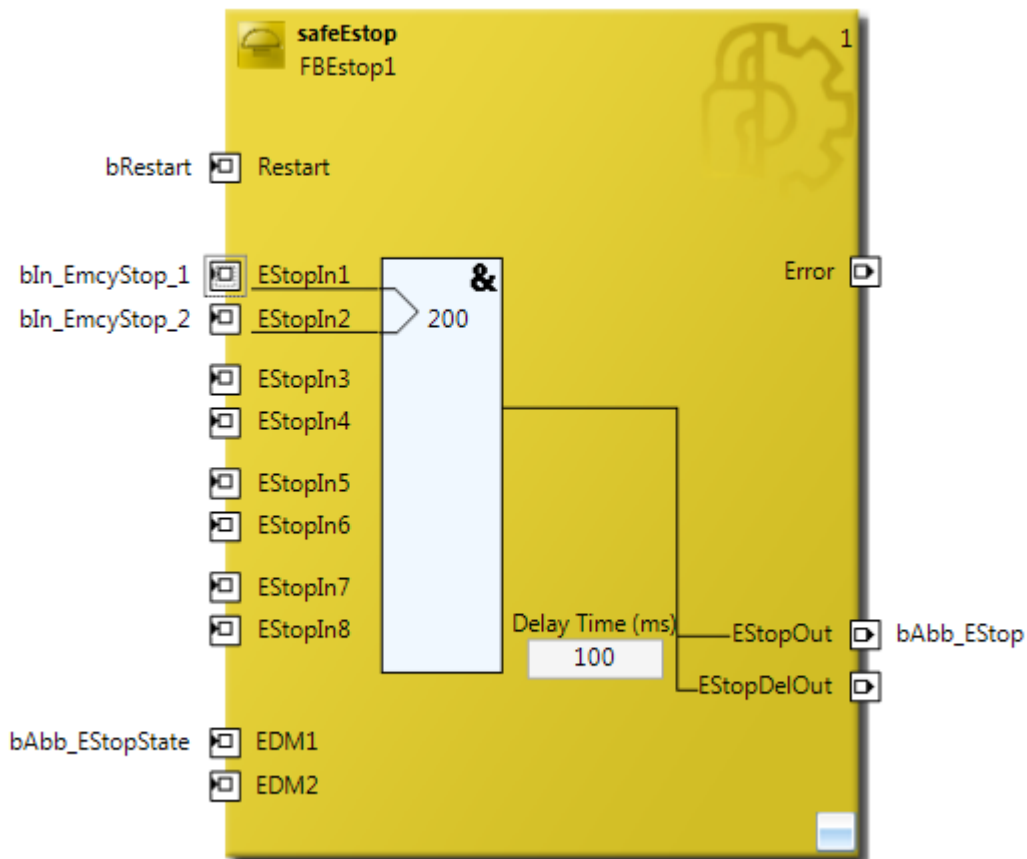 safeEstop
1
FBEstop1
bRestart Restart
bIn_EmcyStop_1 EStopIn1 & Error
bIn_EmcyStop_2 EStopIn2 200
EStopIn3
EStopIn4
EStopIn5
EStopIn6
EStopIn7
EStopIn8
Delay Time (ms) EStopOut bAbb_EStop
100
EStopDelOut
bAbb_EStopState EDM1
EDM2